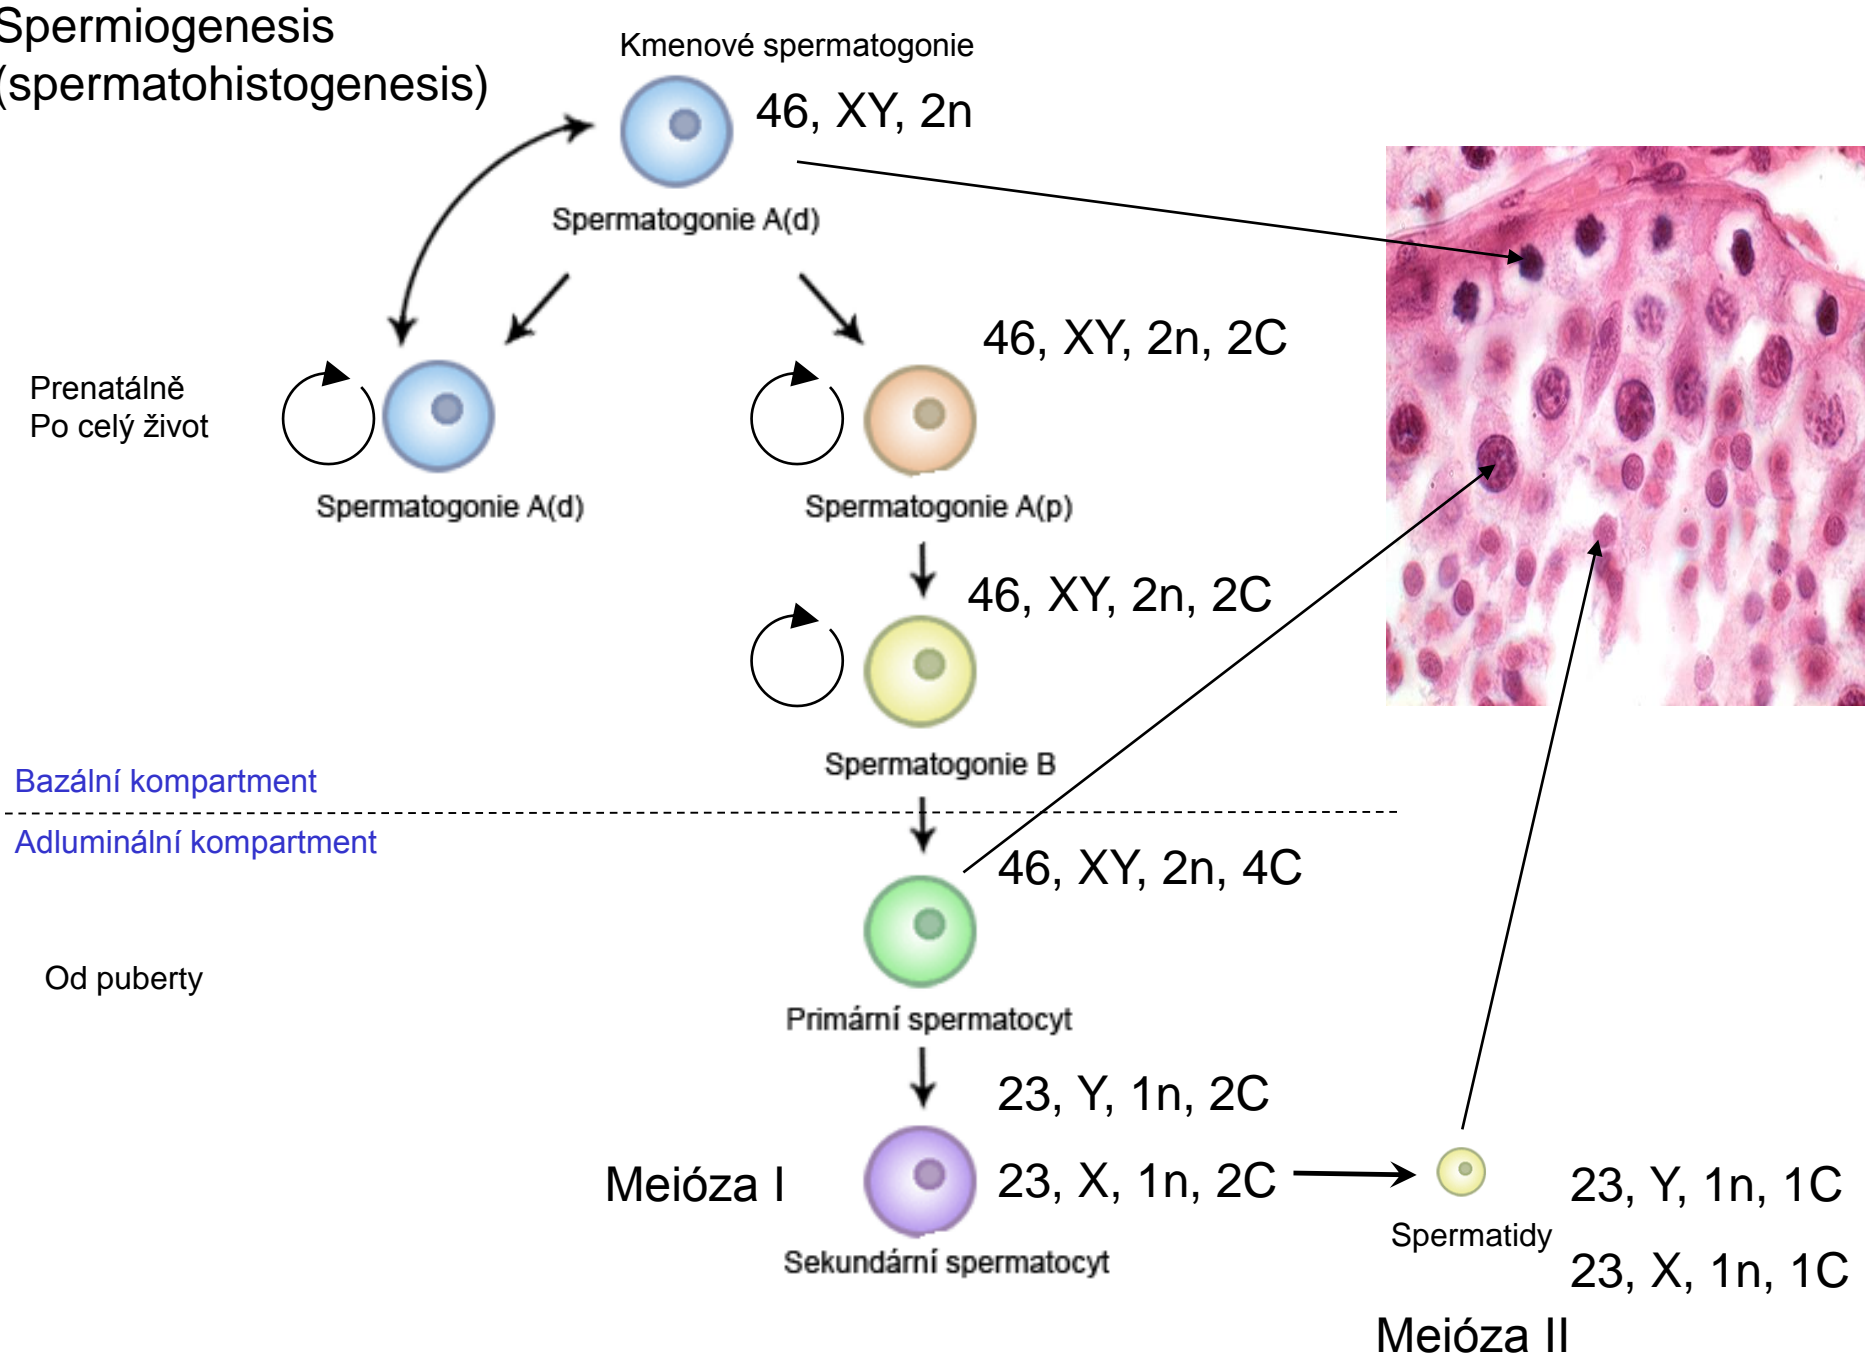 Spermiogenesis
(spermatohistogenesis)
Kmenové spermatogonie
46, XY, 2n
Spermatogonie A(d)
46, XY, 2n, 2C
Prenatálně
Po celý život
Spermatogonie A(d)
Spermatogonie A(p)
46, XY, 2n, 2C
Spermatogonie B
Bazální kompartment
Adluminální kompartment
46, XY, 2n, 4C
Od puberty
Primární spermatocyt
23, Y, 1n, 2C
Meióza I
23, X, 1n, 2C
Sekundární spermatocyt
Spermatidy
23, Y, 1n, 1C
23, X, 1n, 1C
Meióza II